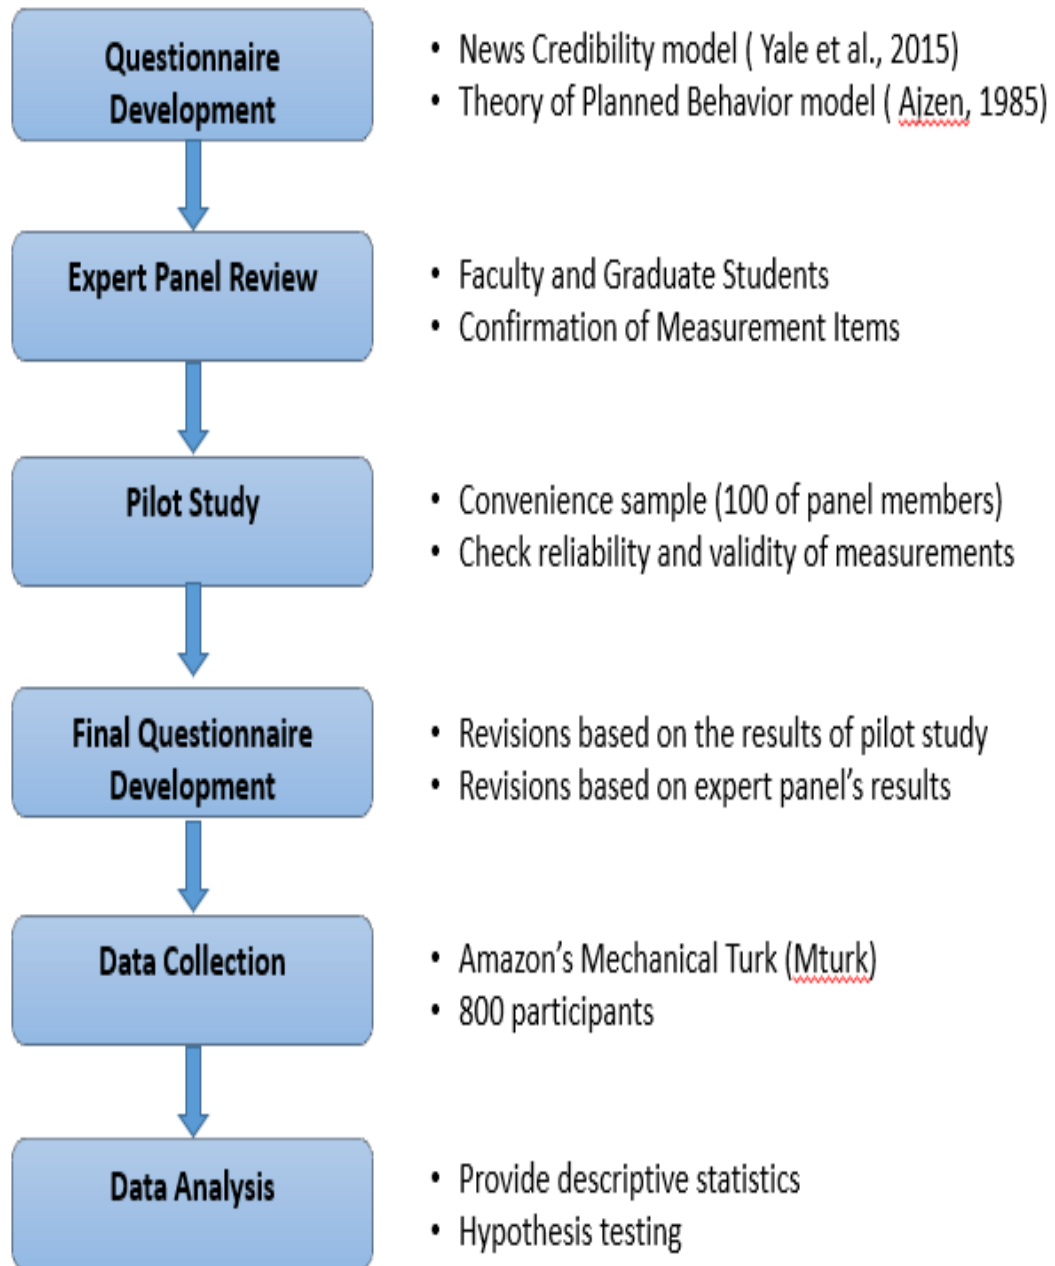 Questionnaire
Development
• News Credibility model ( Yale et al., 2015)
• Theory of Planned Behavior model ( Ajzen, 1985)
Expert Panel Review
• Faculty and Graduate Students
• Confirmation of Measurement Items
Pilot Study
• Convenience sample (100 of panel members)
• Check reliability and validity of measurements
Final Questionnaire
Development
• Revisions based on the results of pilot study
• Revisions based on expert panel’s results
Data Collection
• Amazon’s Mechanical Turk (Mturk)
• 800 participants
Data Analysis
• Provide descriptive statistics
• Hypothesis testing